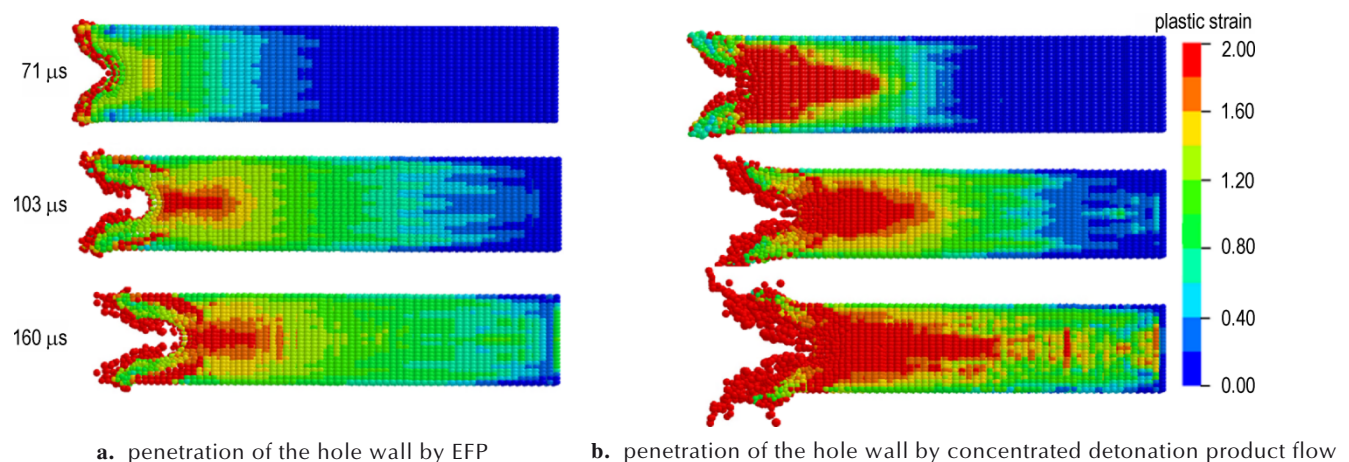 plastic strain
71 μs
2.00
1.60
103 μs
1.20
0.80
160 μs
0.40
0.00
a. penetration of the hole wall by EFP
b. penetration of the hole wall by concentrated detonation product flow